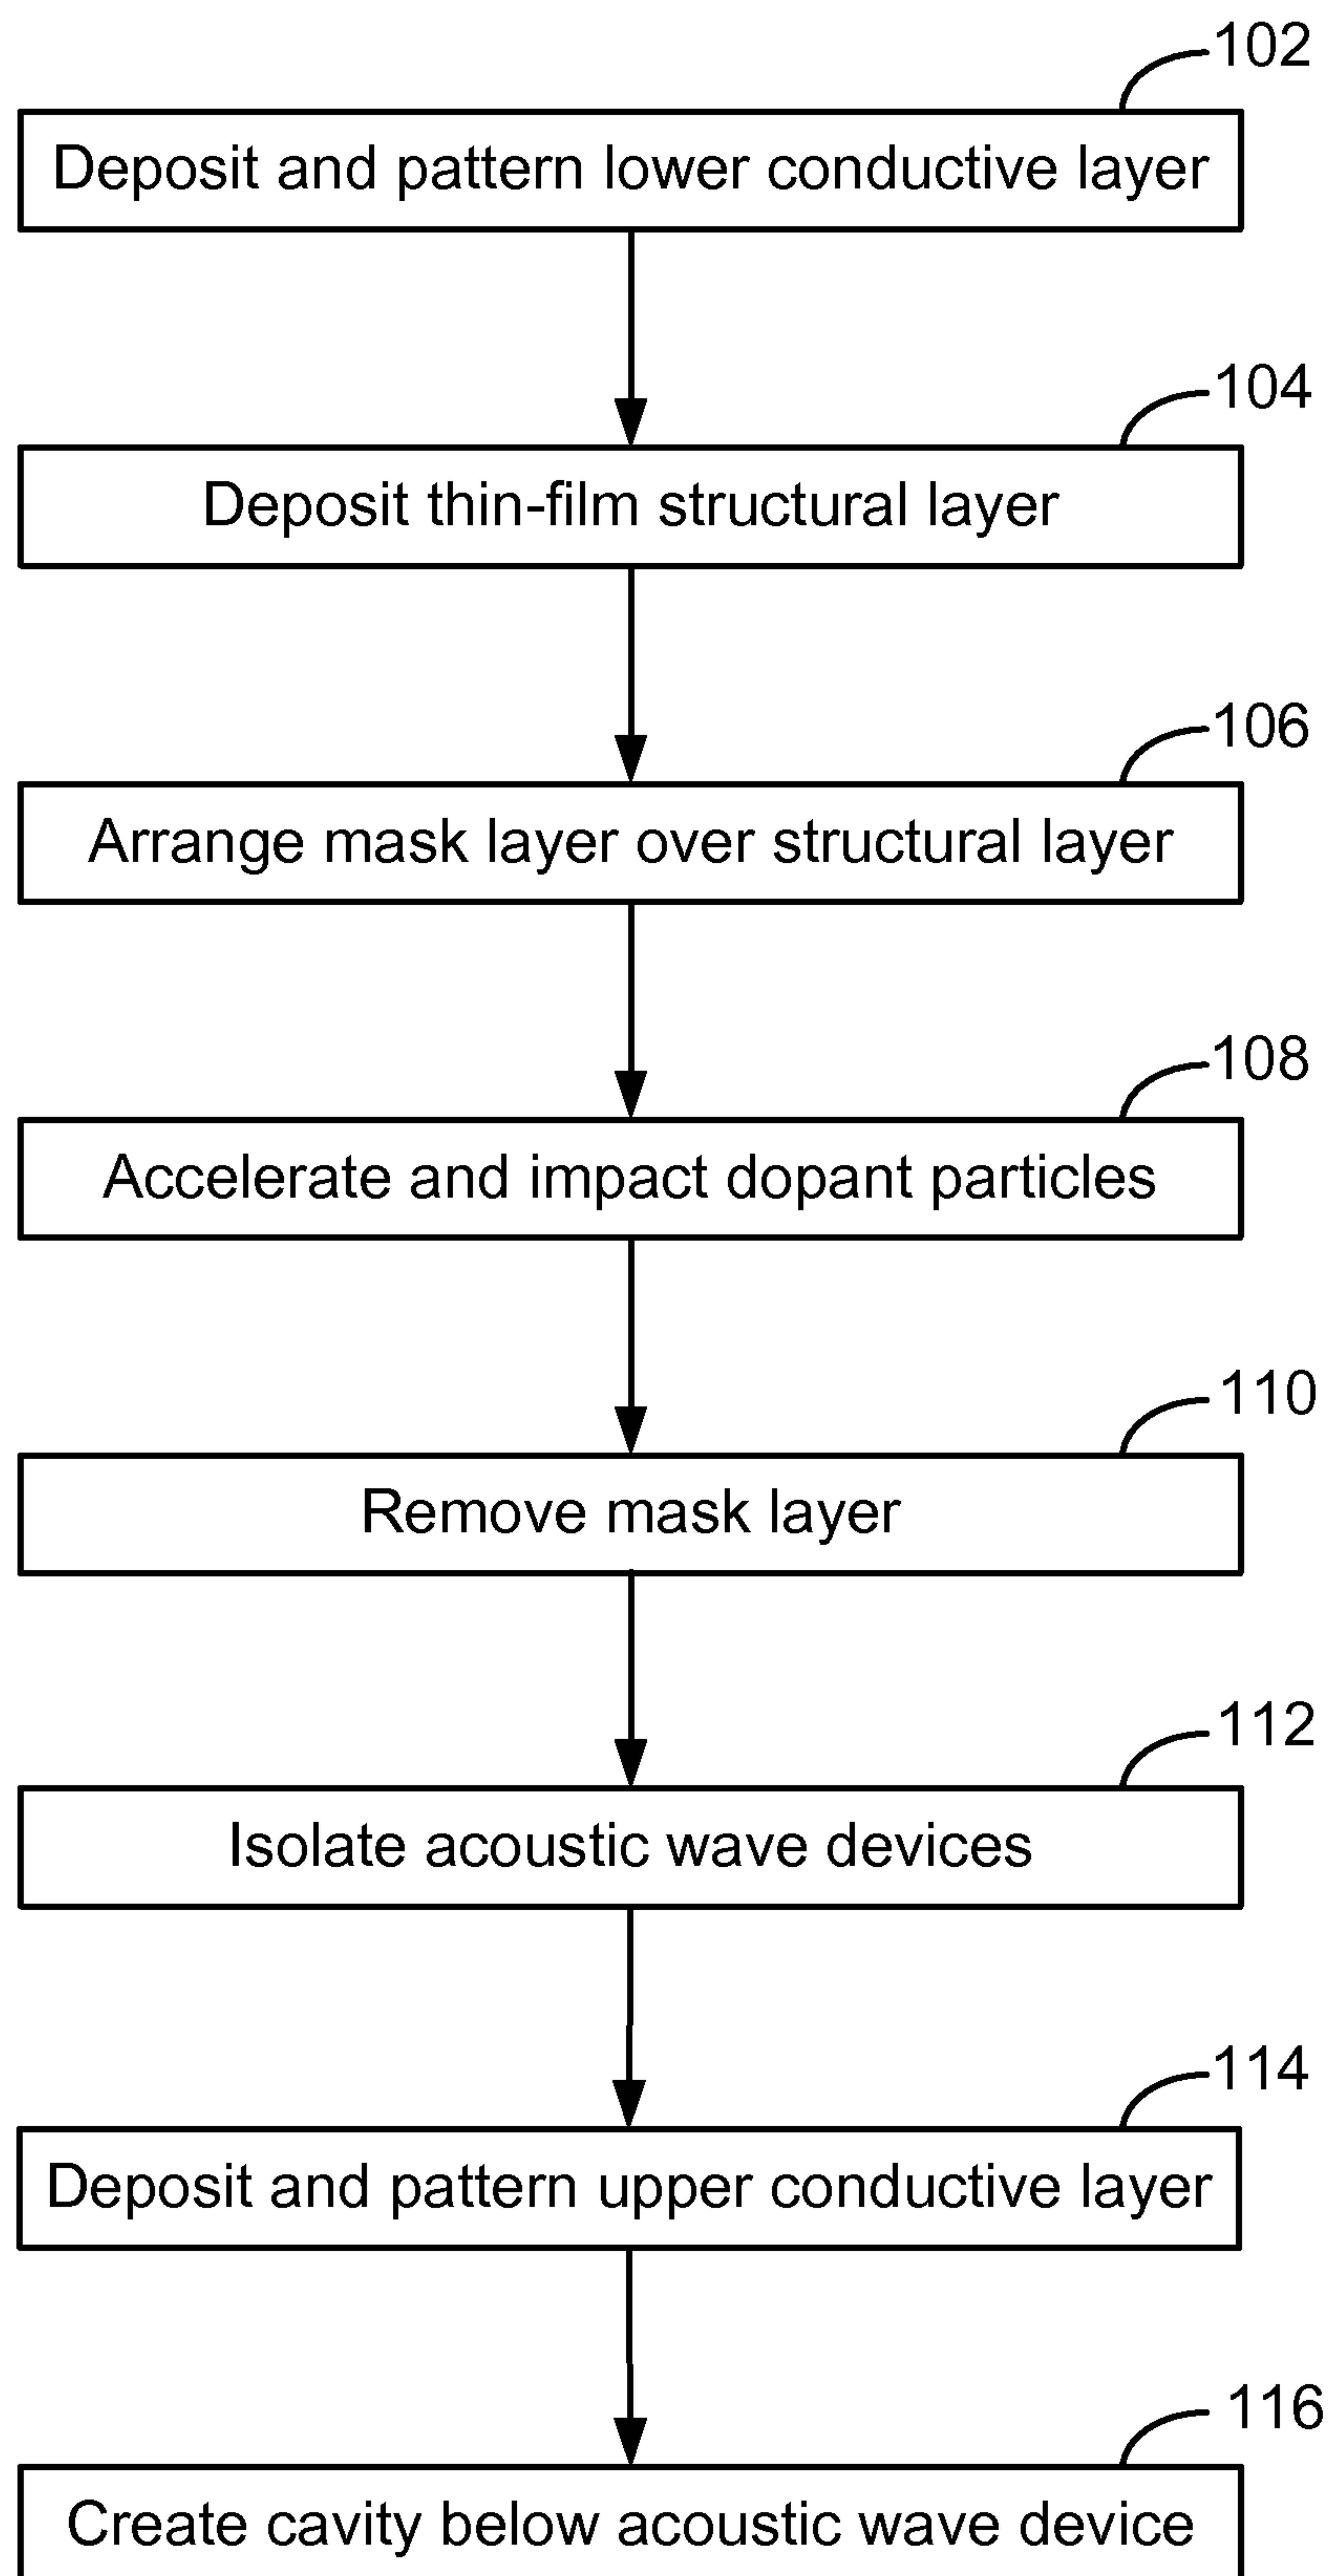 102
Deposit and pattern lower conductive layer
104
Deposit thin-film structural layer
106
Arrange mask layer over structural layer
108
Accelerate and impact dopant particles
110
Remove mask layer
112
Isolate acoustic wave devices
114
Deposit and pattern upper conductive layer
116
Create cavity below acoustic wave device